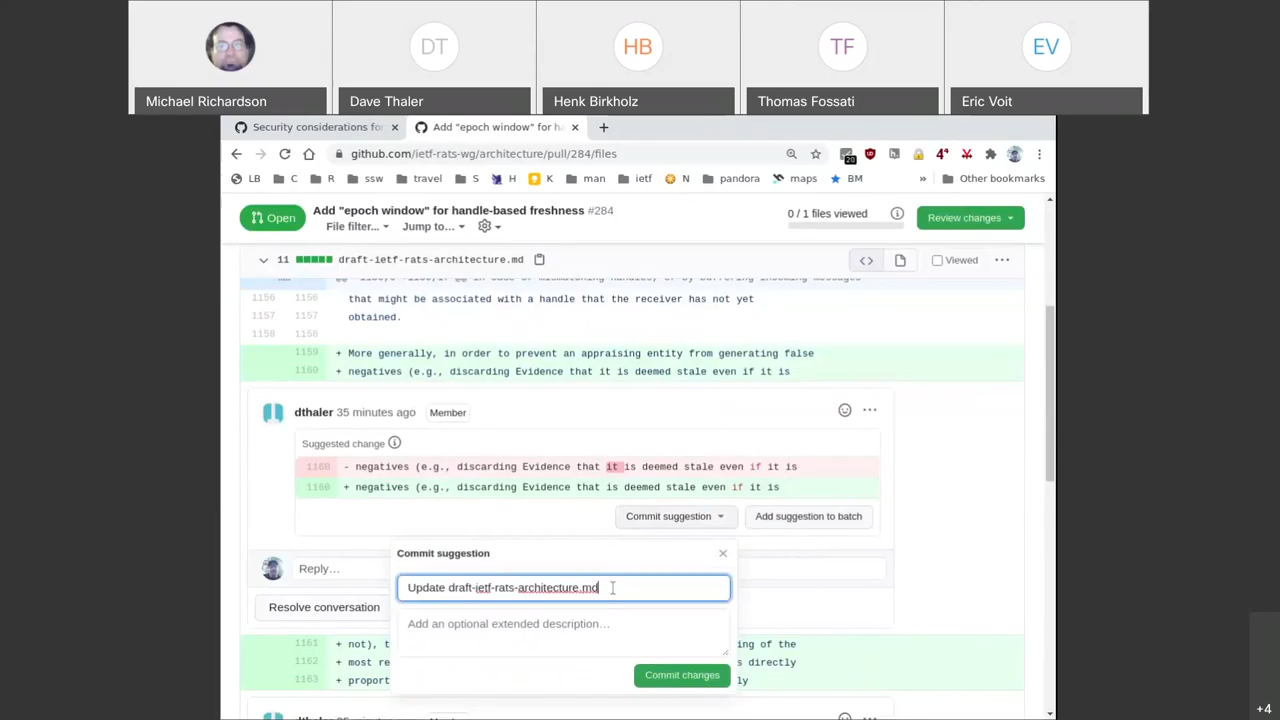 DT
HB
TF
EV
Michael Richardson
Dave Thaler
Henk Birkholz
Thomas Fossati
Eric Voit
Security considerations fo
Add "epoch window" for ha
github.com/ietf-rats-wg/architecture/pull/284/files
20
4°
LB
C
R
ssw
travel
S
H
K
man
ietf
N
pandora
maps
BM
»
Other bookmarks
Open
Add "epoch window" for handle-based freshness #284
File filter...
Jump to…
0 / 1 files viewed
Review changes
11
draft-ietf-rats-architecture.md
Viewed
1156 1156 that might be associated with a handle that the receiver has not yet
1157 1157 obtained.
1158 1158
1159 + More generally, in order to prevent an appraising entity from generating false
1160 + negatives (e.g., discarding Evidence that it is deemed stale even if it is
dthaler 35 minutes ago Member
Suggested change
1160 - negatives (e.g., discarding Evidence that it is deemed stale even if it is
1160 + negatives (e.g., discarding Evidence that is deemed stale even if it is
Commit suggestion
Add suggestion to batch
Commit suggestion
Reply…
Update draft-ietf-rats-architecture.md
Resolve conversation
Add an optional extended description…
1161 + not), t
ing of the
1162 + most re
s directly
1163 + proport
ly
Commit changes
+4